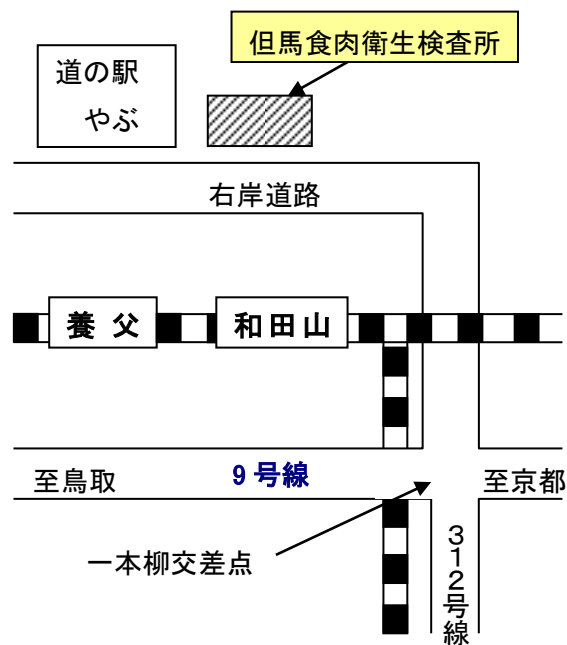 但馬食肉衛生検査所
道の駅
やぶ
右岸道路
養父
和田山
至鳥取
9号線
至京都
一本柳交差点
312号線